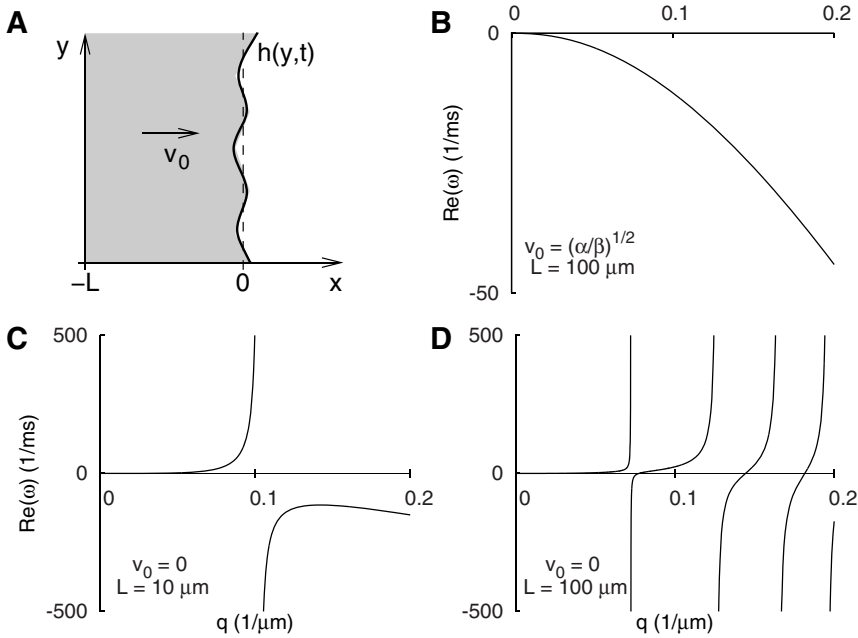 A
y
h(y,t)
v0
–L
0
x
B
0
0.1
0.2
0
-50
Re(ω) (1/ms)
v0 = (α/β)1/2
L = 100 μm
C
500
0
-500
0
0.1
0.2
Re(ω) (1/ms)
v0 = 0
L = 10 μm
q (1/μm)
D
500
0
-500
0
0.1
0.2
v0 = 0
L = 100 μm
q (1/μm)